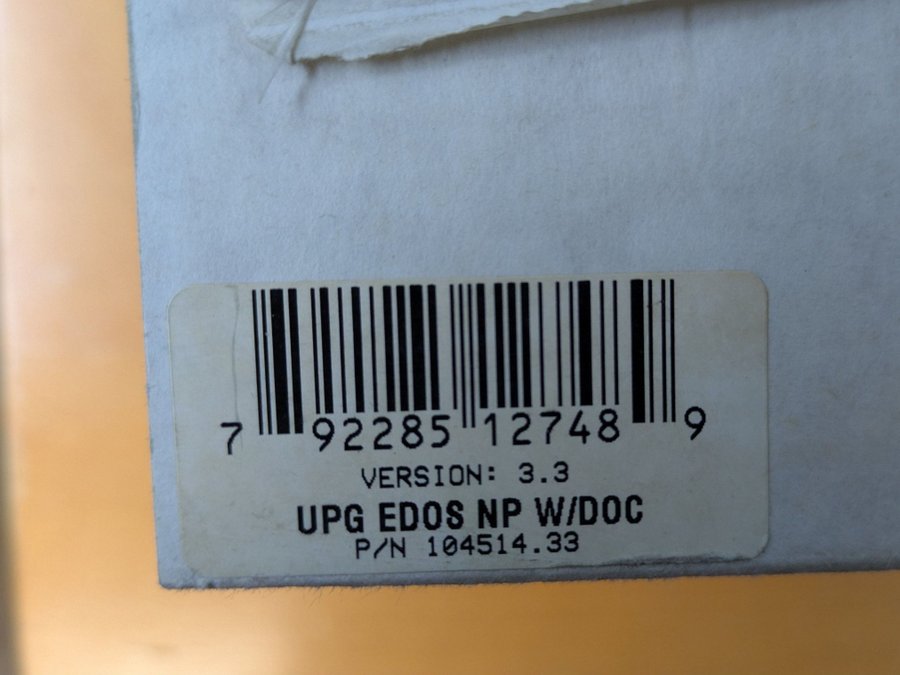 7 92285 12748 9
VERSION: 3.3
UPG EDOS NP W/DOC
P/N 104514.33